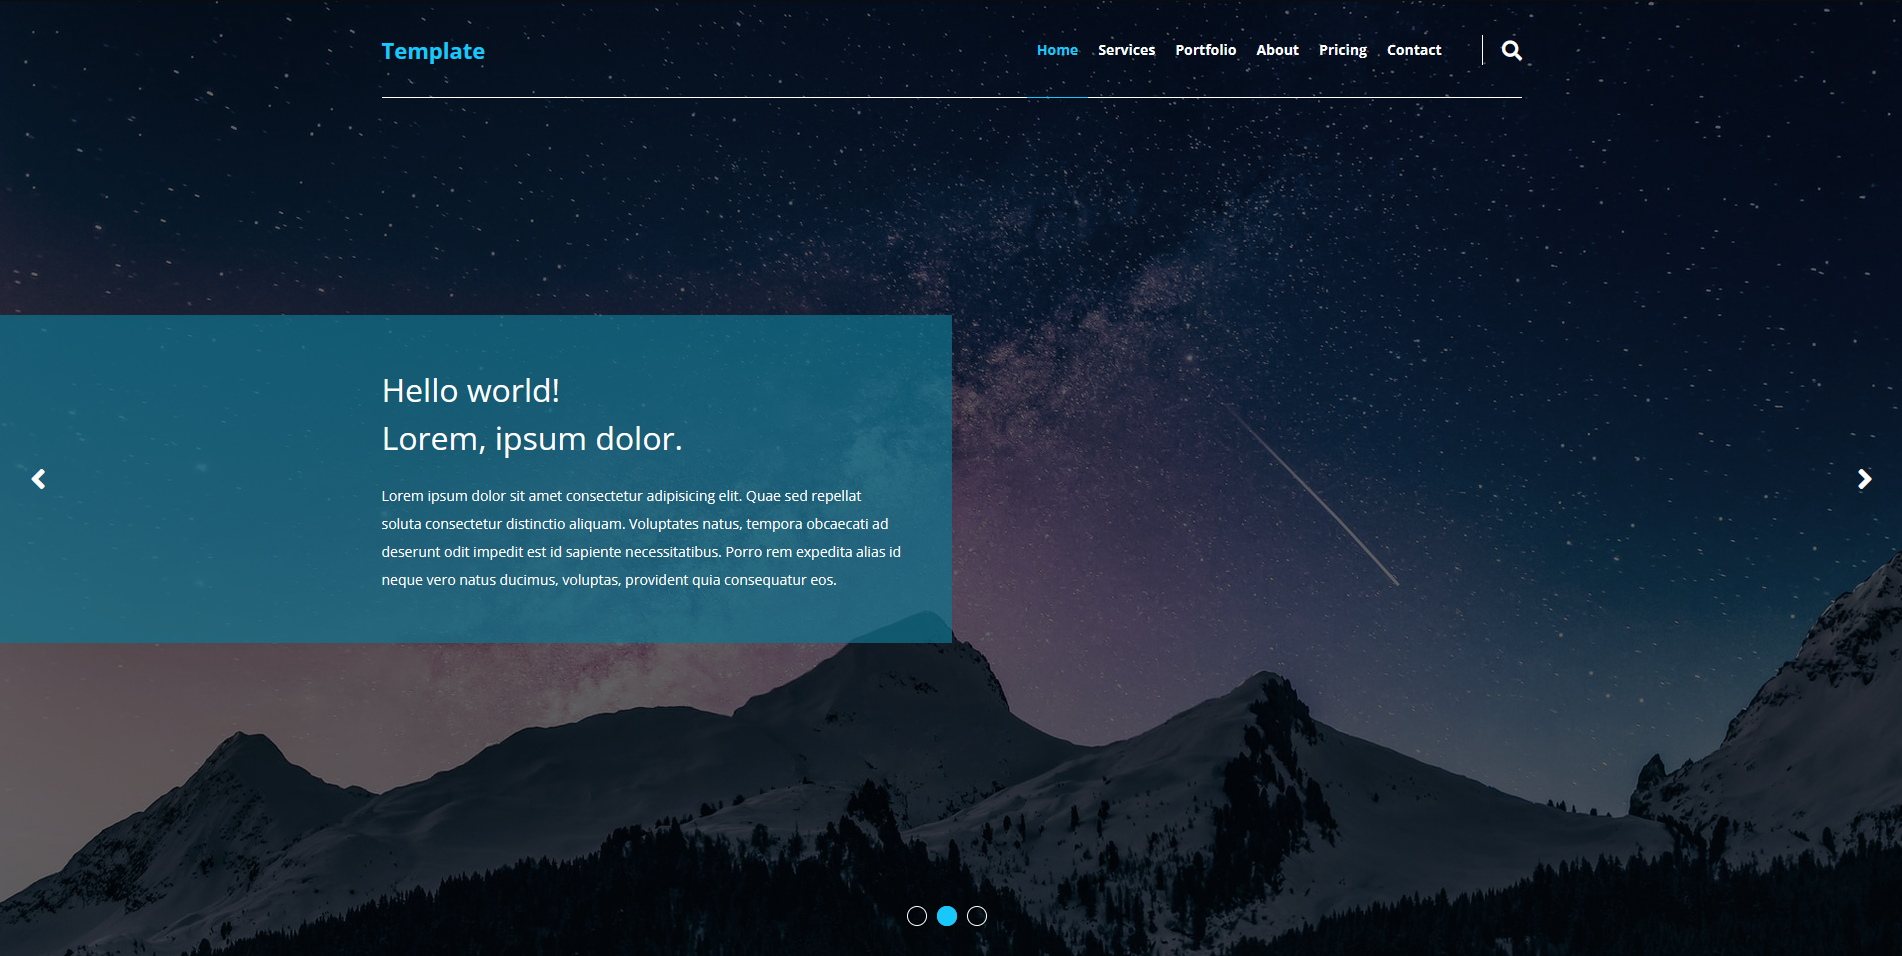 Template
Home Services Portfolio About Pricing Contact
Hello world!
Lorem, ipsum dolor.
Lorem ipsum dolor sit amet consectetur adipisicing elit. Quae sed repellat
soluta consectetur distinctio aliquam. Voluptates natus, tempora obcaecati ad
deserunt odit impedit est id sapiente necessitatibus. Porro rem expedita alias id
neque vero natus ducimus, voluptas, provident quia consequatur eos.